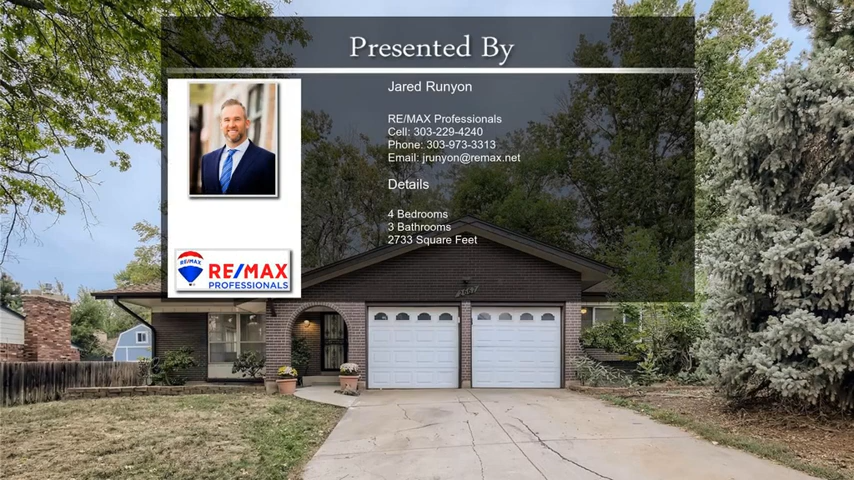 Presented By
Jared Runyon
RE/MAX Professionals
Cell: 303-229-4240
Phone: 303-973-3313
Email: jrunyon@remax.net
Details
4 Bedrooms
3 Bathrooms
2733 Square Feet
RE/MAX
RE/MAX
PROFESSIONALS